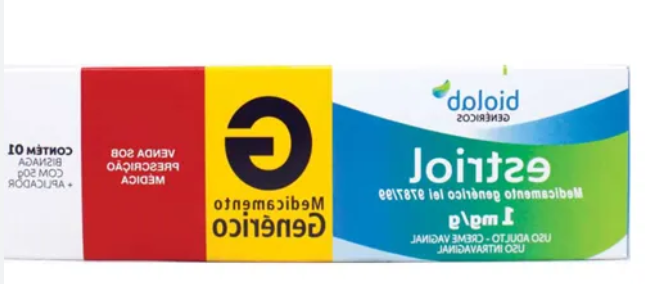 biolab
GENÉRICOS
estriol
Medicamento genérico lei 9787/99
1 mg/g
USO ADULTO - CREME VAGINAL
USO INTRAVAGINAL
G
Medicamento
Genérico
VENDA SOB
PRESCRIÇÃO
MÉDICA
CONTÉM 01
BISNAGA
COM 50g
+ APLICADOR